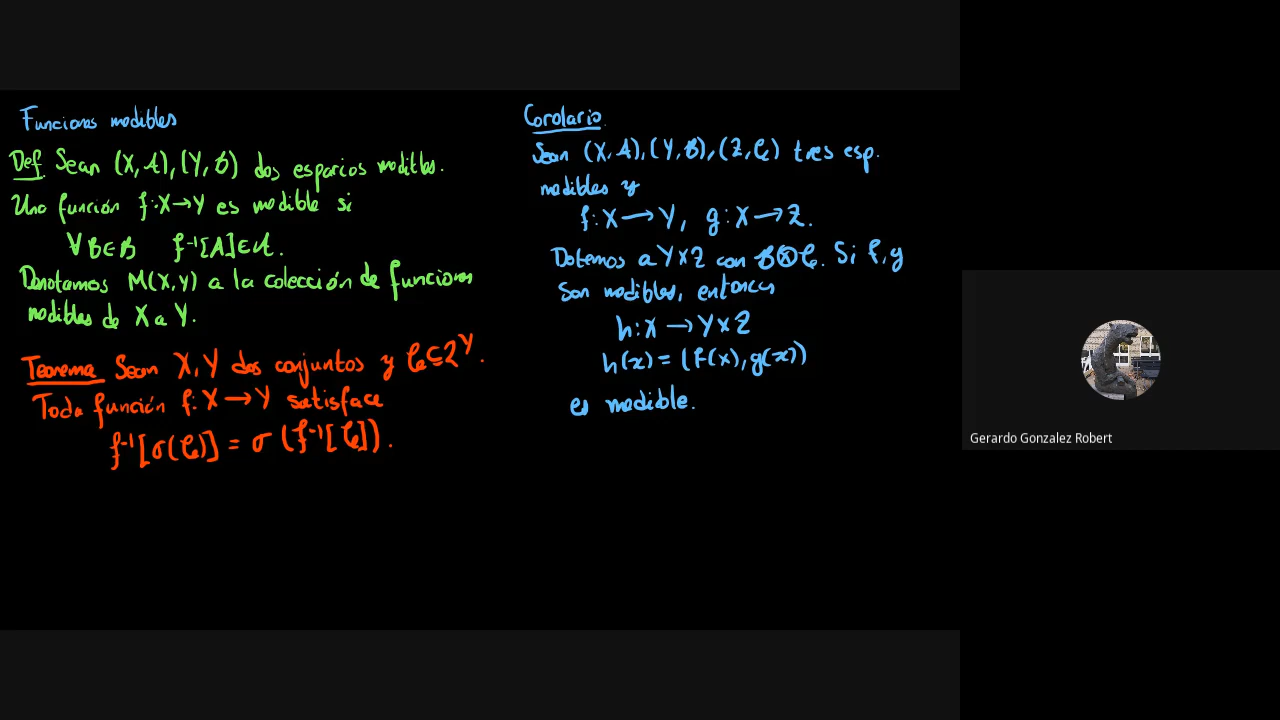 Funciones medibles
Def. Sean (X, A), (Y, B) dos espacios medibles.
Una función f: X→Y es medible si
∀ B∈B f⁻¹[A]∈A.
Denotamos M(X,Y) a la colección de funciones
medibles de X a Y.
Teorema Sean X, Y dos conjuntos y C⊆2^Y.
Toda función f: X→Y satisface
f⁻¹[σ(C)] = σ(f⁻¹[C]).
Corolario.
Sean (X, A), (Y, B), (Z, C) tres esp.
medibles y
f: X→Y, g: X→Z.
Dotemos a Y×Z con B⊗C. Si f, g
son medibles, entonces
h: X→Y×Z
h(x) = (f(x), g(x))
es medible.
Gerardo Gonzalez Robert